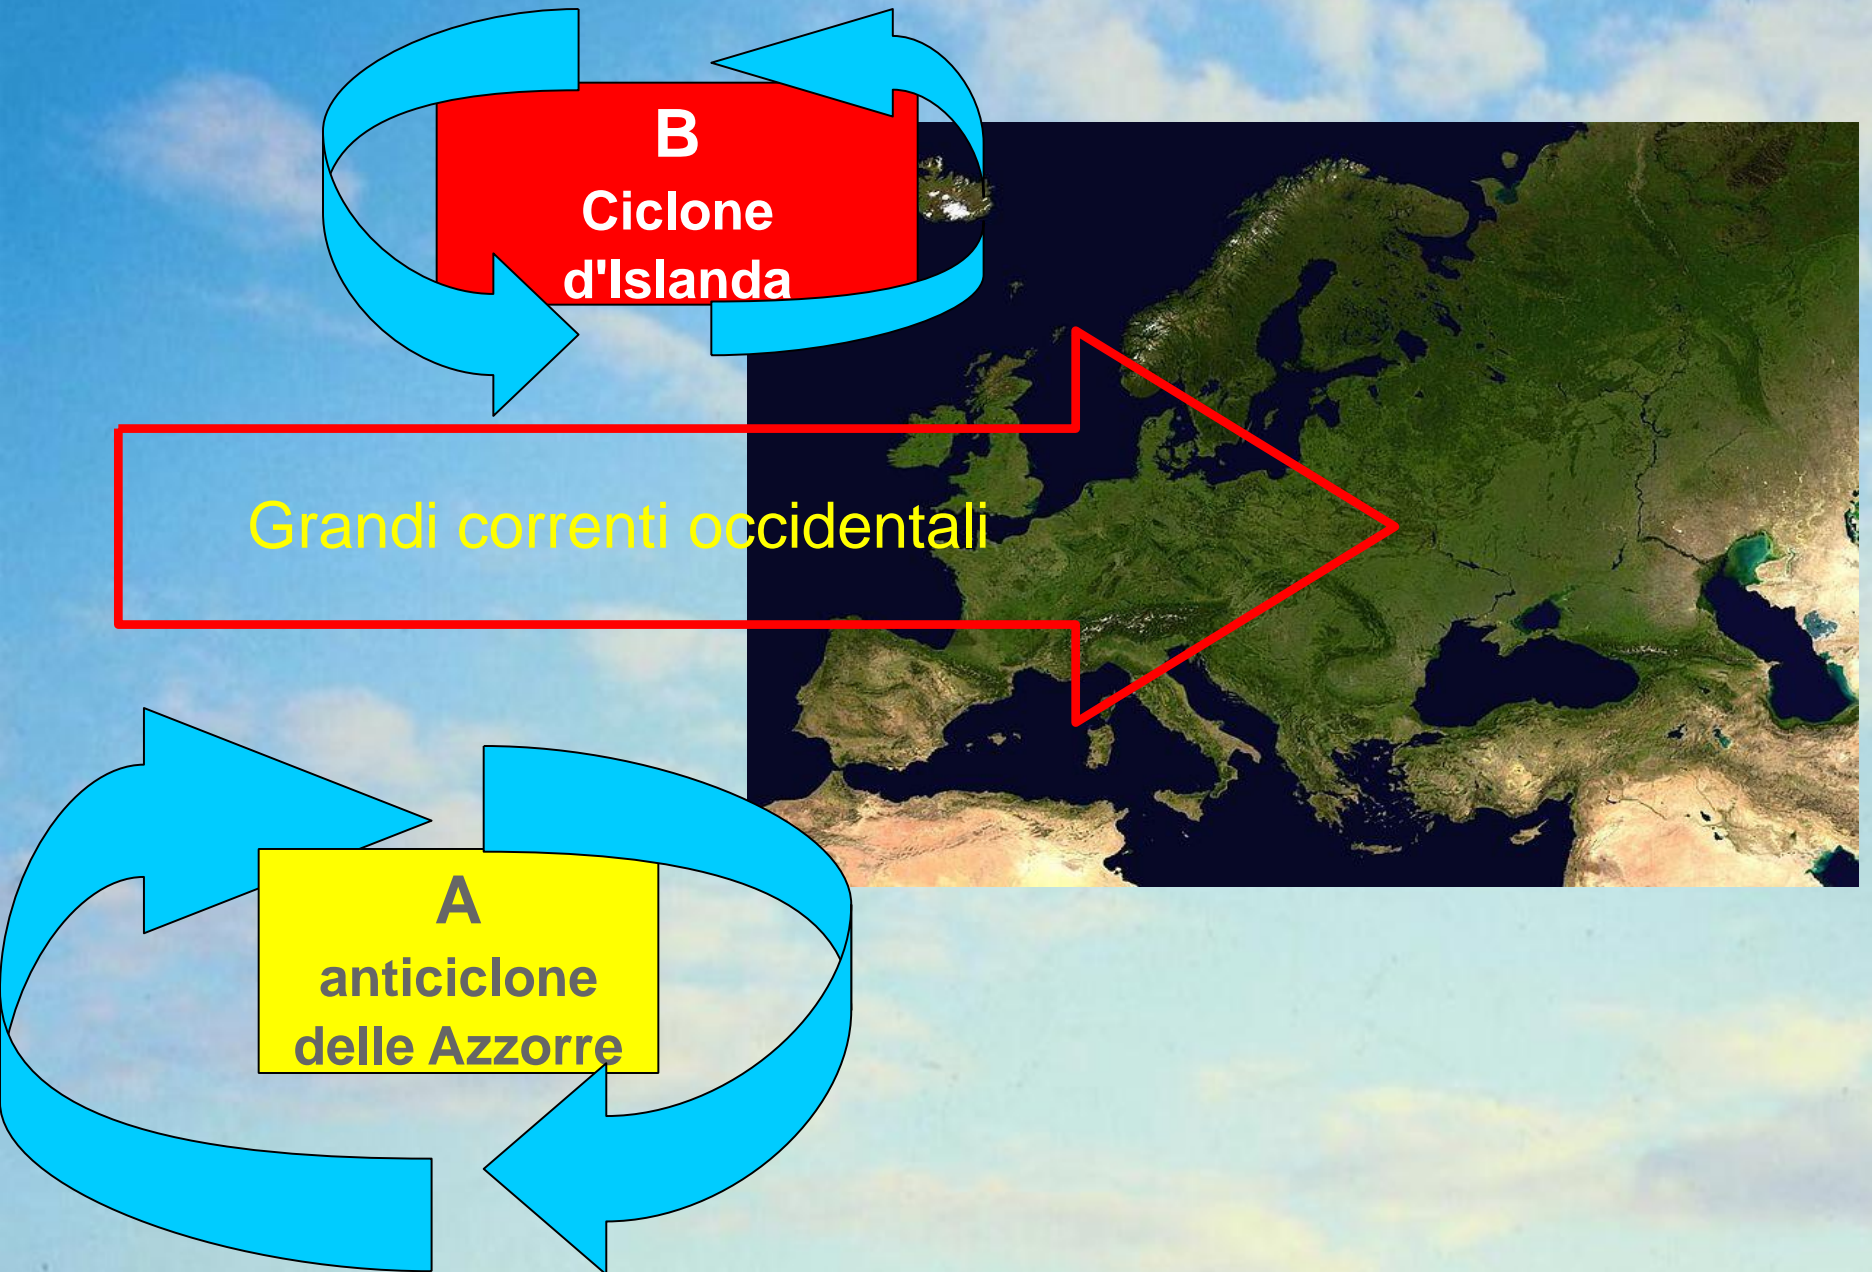 B
Ciclone
d'Islanda
Grandi correnti occidentali
A
anticiclone
delle Azzorre